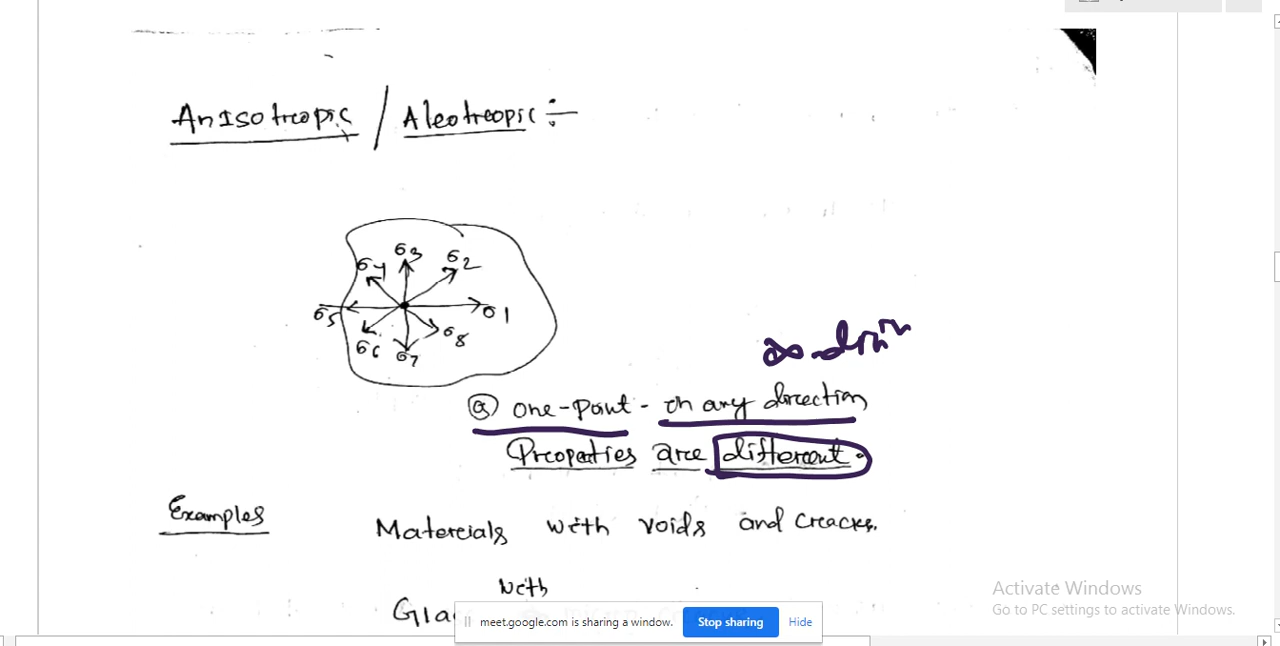 Anisotropic / Aleotropic ÷
σ3
σ4 σ2
σ5 σ1
σ6 σ7 σ8
@ one-point - in any direction
Properties are different.
Examples Materials with voids and cracks.
with
Gla
meet.google.com is sharing a window. Stop sharing Hide
Activate Windows
Go to PC settings to activate Windows.